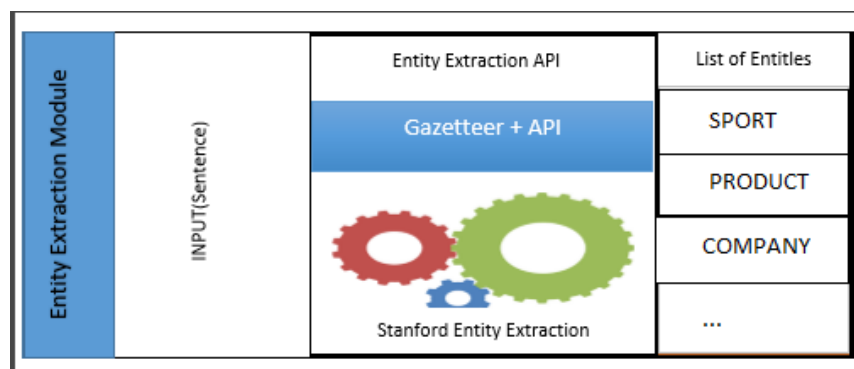 Entity Extraction Module
INPUT(Sentence)
Entity Extraction API
Gazetteer + API
Stanford Entity Extraction
List of Entitles
SPORT
PRODUCT
COMPANY
...